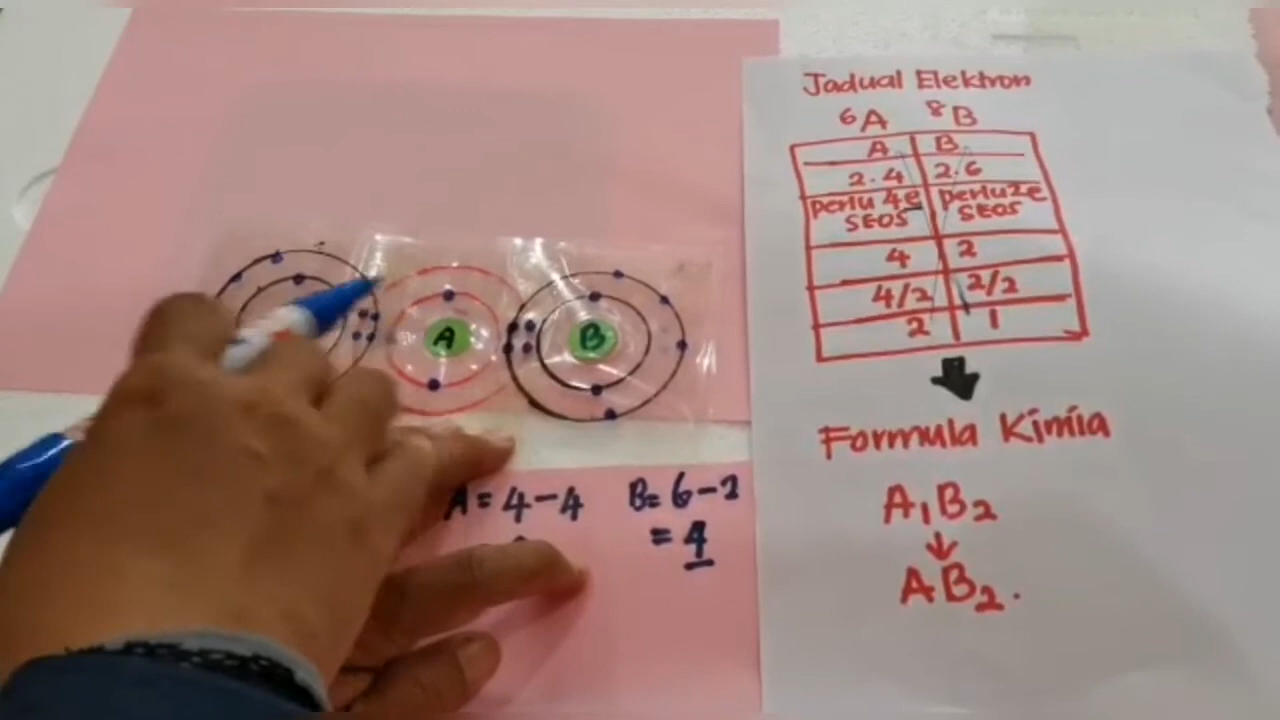 Jadual Elektron
6A 8B
A B
2.4 2.6
Perlu 4e perlu 2e
SEOS SEOS
4 2
4/2 2/2
2 1
Formula Kimia
A1B2
AB2.
A B
A = 4-4 B= 6-2
= 4